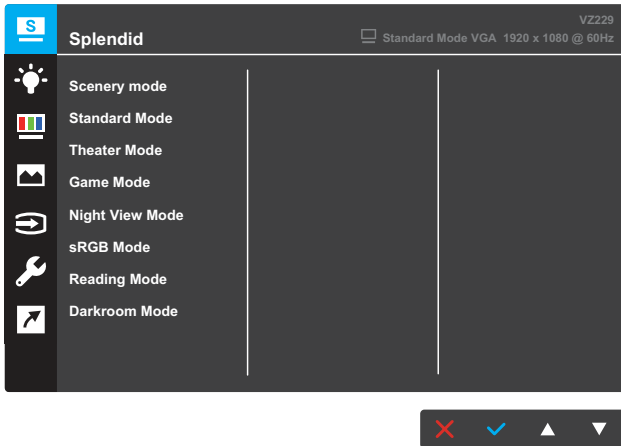 S
VZ229
Splendid
Standard Mode VGA 1920 x 1080 @ 60Hz
Scenery mode
Standard Mode
Theater Mode
Game Mode
Night View Mode
sRGB Mode
Reading Mode
Darkroom Mode